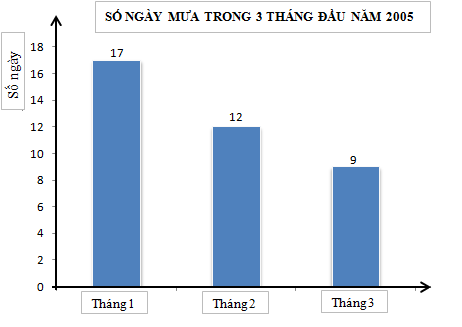 SỐ NGÀY MƯA TRONG 3 THÁNG ĐẦU NĂM 2005
Số ngày
18
16
14
12
10
8
6
4
2
0
17
12
9
Tháng 1
Tháng 2
Tháng 3